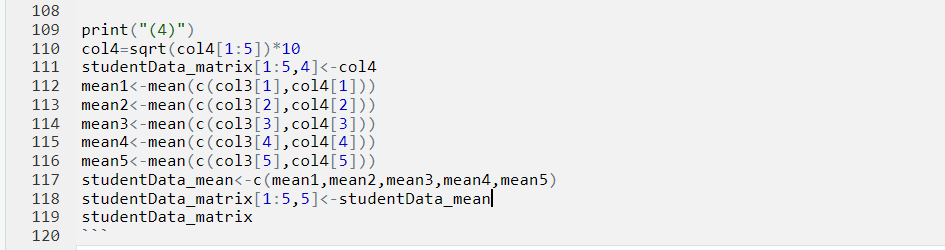 108
109 print("(4)")
110 col4=sqrt(col4[1:5])*10
111 studentData_matrix[1:5,4]<-col4
112 mean1<-mean(c(col3[1],col4[1]))
113 mean2<-mean(c(col3[2],col4[2]))
114 mean3<-mean(c(col3[3],col4[3]))
115 mean4<-mean(c(col3[4],col4[4]))
116 mean5<-mean(c(col3[5],col4[5]))
117 studentData_mean<-c(mean1,mean2,mean3,mean4,mean5)
118 studentData_matrix[1:5,5]<-studentData_mean
119 studentData_matrix
120 ```